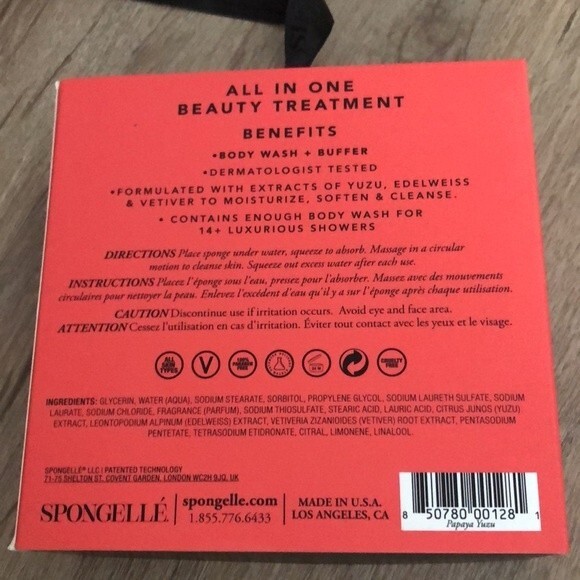 ALL IN ONE
BEAUTY TREATMENT
BENEFITS
•BODY WASH + BUFFER
•DERMATOLOGIST TESTED
•FORMULATED WITH EXTRACTS OF YUZU, EDELWEISS
& VETIVER TO MOISTURIZE, SOFTEN & CLEANSE.
• CONTAINS ENOUGH BODY WASH FOR
14+ LUXURIOUS SHOWERS
DIRECTIONS Place sponge under water, squeeze to absorb. Massage in a circular
motion to cleanse skin. Squeeze out excess water after each use.
INSTRUCTIONS Placez l'éponge sous l'eau, pressez pour l'absorber. Massez avec des mouvements
circulaires pour nettoyer la peau. Enlevez l'excédent d'eau qu'il y a sur l'éponge après chaque utilisation.
CAUTION Discontinue use if irritation occurs. Avoid eye and face area.
ATTENTION Cessez l'utilisation en cas d'irritation. Éviter tout contact avec les yeux et le visage.
ALL SKIN TYPES
V
100% PARABEN FREE
CRUELTY FREE
INGREDIENTS: GLYCERIN, WATER (AQUA), SODIUM STEARATE, SORBITOL, PROPYLENE GLYCOL, SODIUM LAURETH SULFATE, SODIUM
LAURATE, SODIUM CHLORIDE, FRAGRANCE (PARFUM), SODIUM THIOSULFATE, STEARIC ACID, LAURIC ACID, CITRUS JUNOS (YUZU)
EXTRACT, LEONTOPODIUM ALPINUM (EDELWEISS) EXTRACT, VETIVERIA ZIZANIOIDES (VETIVER) ROOT EXTRACT, PENTASODIUM
PENTETATE, TETRASODIUM ETIDRONATE, CITRAL, LIMONENE, LINALOOL.
SPONGELLÉ® LLC | PATENTED TECHNOLOGY
71-75 SHELTON ST. COVENT GARDEN, LONDON WC2H 9JQ, UK
SPONGELLÉ.
spongelle.com
1.855.776.6433
MADE IN U.S.A.
LOS ANGELES, CA
8 50780 00128 1
Papaya Yuzu